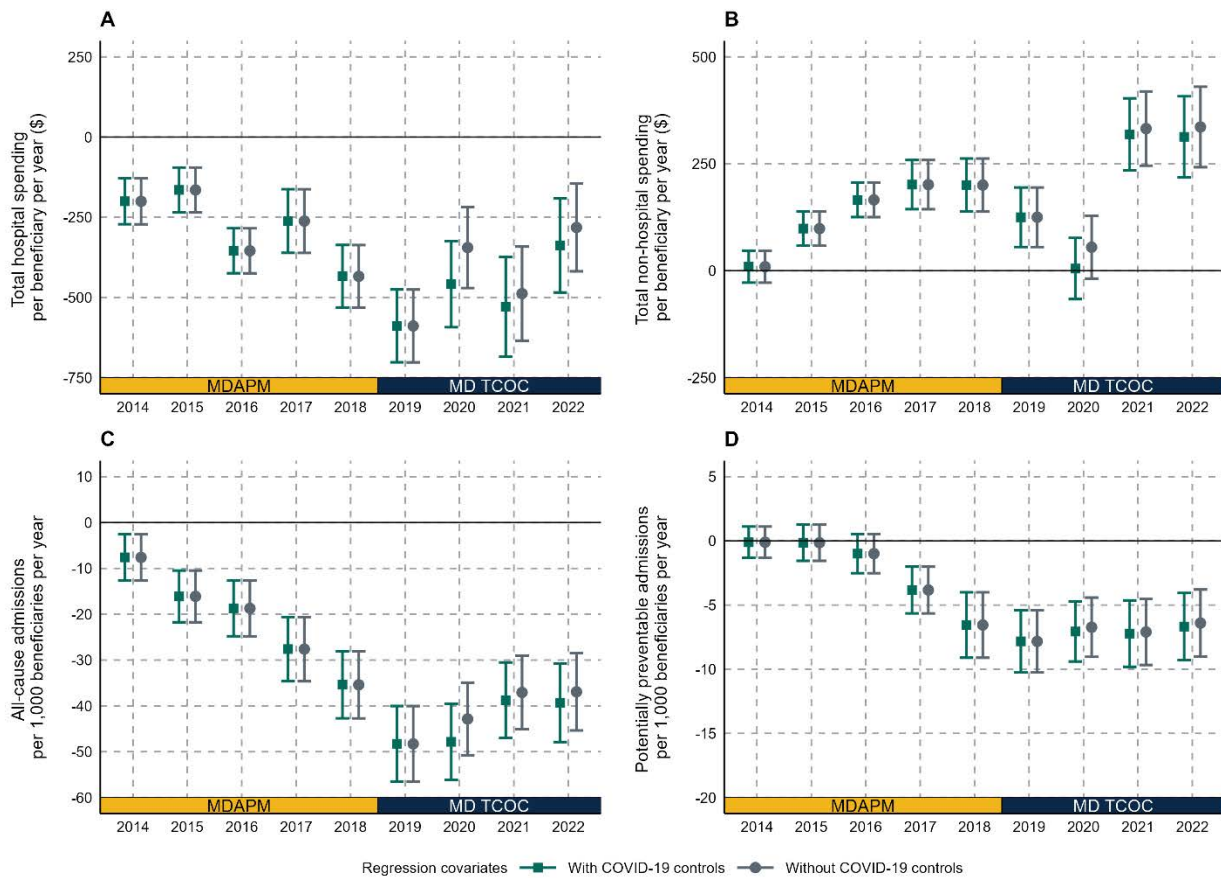 A
Total hospital spending
per beneficiary per year ($)
250
0
-250
-500
-750
MDAPM
MD TCOC
2014 2015 2016 2017 2018 2019 2020 2021 2022
B
Total non-hospital spending
per beneficiary per year ($)
500
250
0
-250
MDAPM
MD TCOC
2014 2015 2016 2017 2018 2019 2020 2021 2022
C
All-cause admissions
per 1,000 beneficiaries per year
10
0
-10
-20
-30
-40
-50
-60
MDAPM
MD TCOC
2014 2015 2016 2017 2018 2019 2020 2021 2022
D
Potentially preventable admissions
per 1,000 beneficiaries per year
5
0
-5
-10
-15
-20
MDAPM
MD TCOC
2014 2015 2016 2017 2018 2019 2020 2021 2022
Regression covariates With COVID-19 controls Without COVID-19 controls